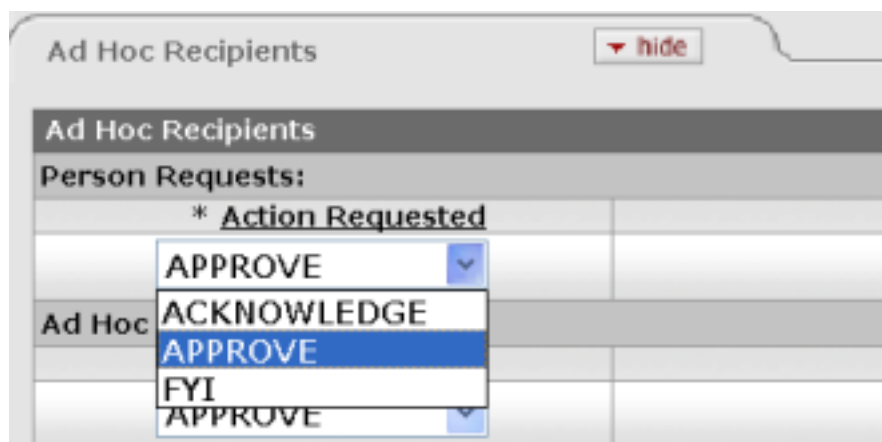 Ad Hoc Recipients hide
Ad Hoc Recipients
Person Requests:
* Action Requested
APPROVE
ACKNOWLEDGE
Ad Hoc
APPROVE
FYI
APPROVE